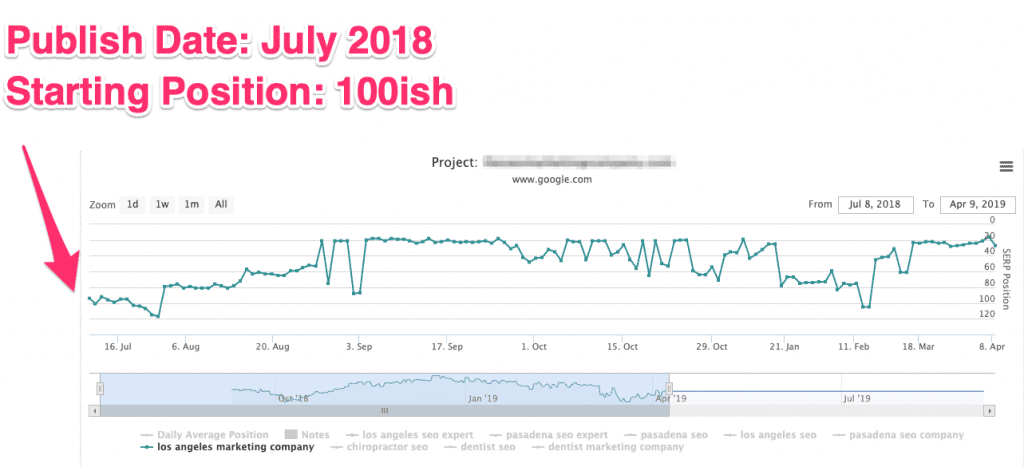 Publish Date: July 2018
Starting Position: 100ish
Project:
www.google.com
Zoom 1d 1w 1m All
From Jul 8, 2018 To Apr 9, 2019
0
20
40
60
80
100
120
SERP Position
16. Jul 6. Aug 20. Aug 3. Sep 17. Sep 1. Oct 15. Oct 29. Oct 21. Jan 11. Feb 18. Mar 8. Apr
Oct '18 Jan '19 Apr '19 Jul '19
Daily Average Position Notes los angeles seo expert pasadena seo expert pasadena seo los angeles seo pasadena seo company
los angeles marketing company chiropractor seo dentist seo dentist marketing company